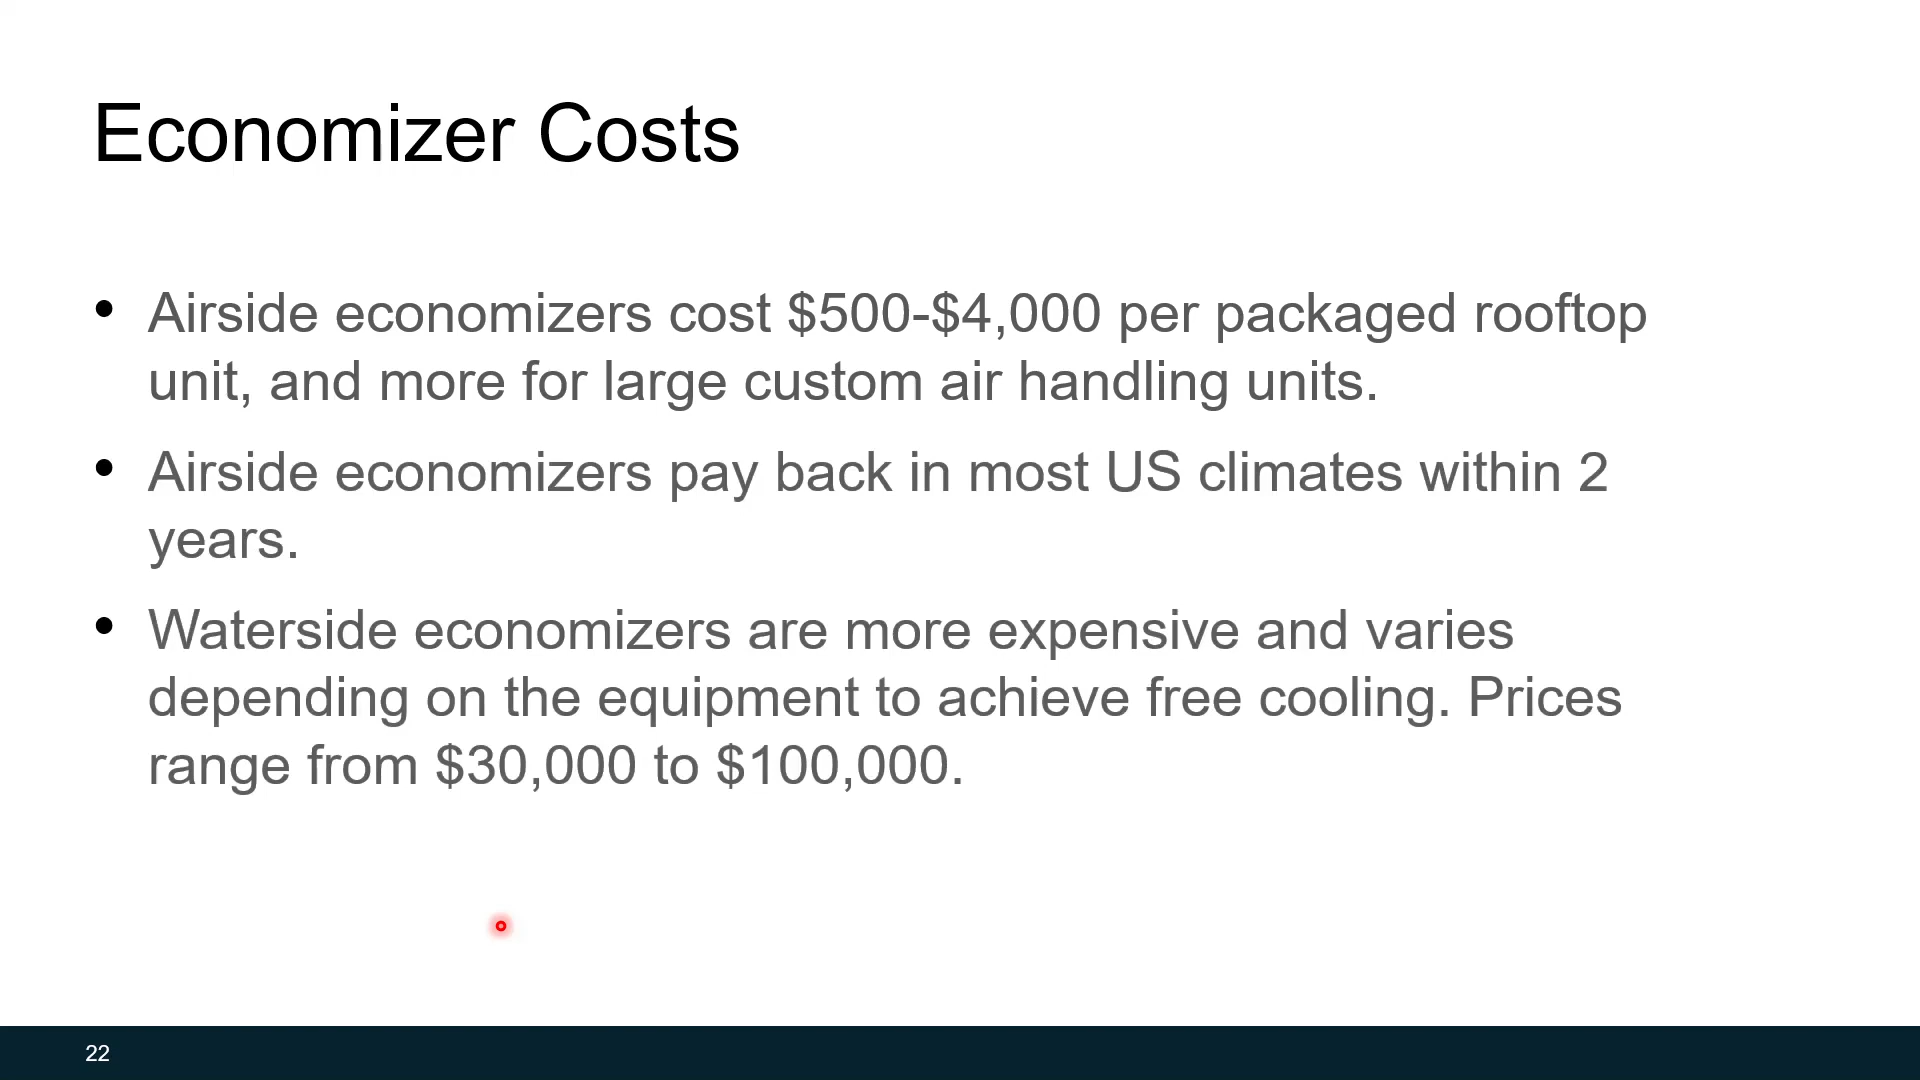 Economizer Costs
• Airside economizers cost $500-$4,000 per packaged rooftop
unit, and more for large custom air handling units.
• Airside economizers pay back in most US climates within 2
years.
• Waterside economizers are more expensive and varies
depending on the equipment to achieve free cooling. Prices
range from $30,000 to $100,000.
22